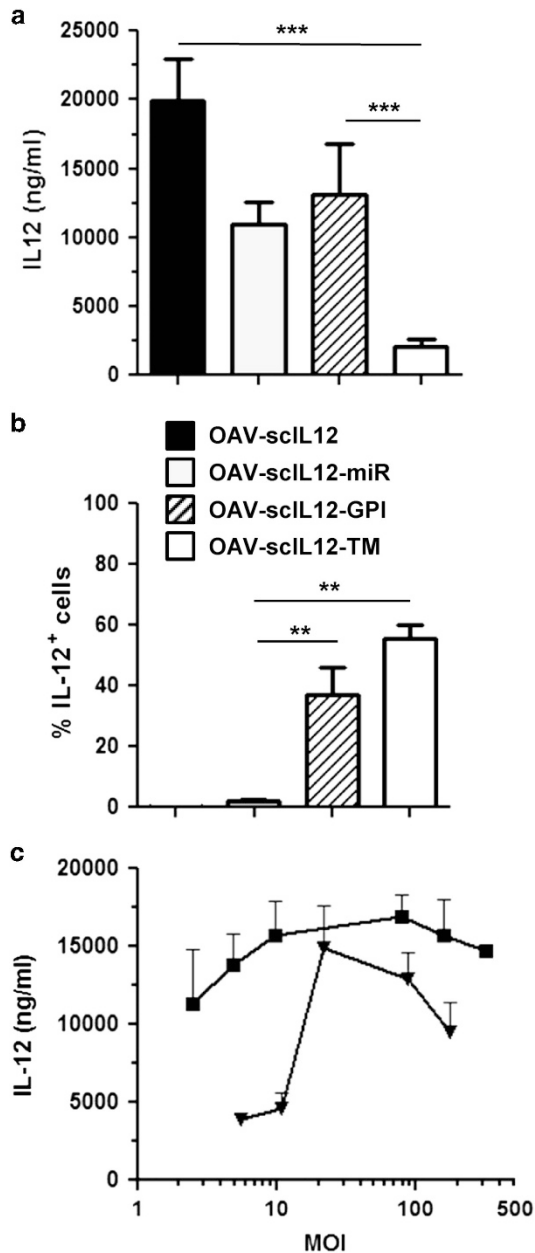 a
25000
20000
15000
10000
5000
0
IL12 (ng/ml)
***
***
b
OAV-scIL12
OAV-scIL12-miR
OAV-scIL12-GPI
OAV-scIL12-TM
100
80
60
40
20
0
% IL-12+ cells
**
**
c
20000
15000
10000
5000
0
IL-12 (ng/ml)
1 10 100 500
MOI